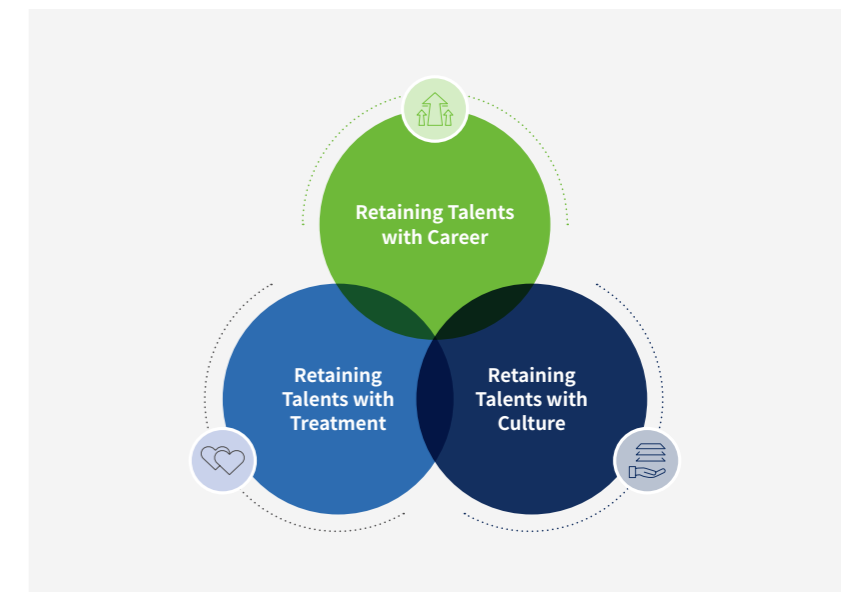 Retaining Talents
with Career
Retaining
Talents with
Treatment
Retaining
Talents with
Culture